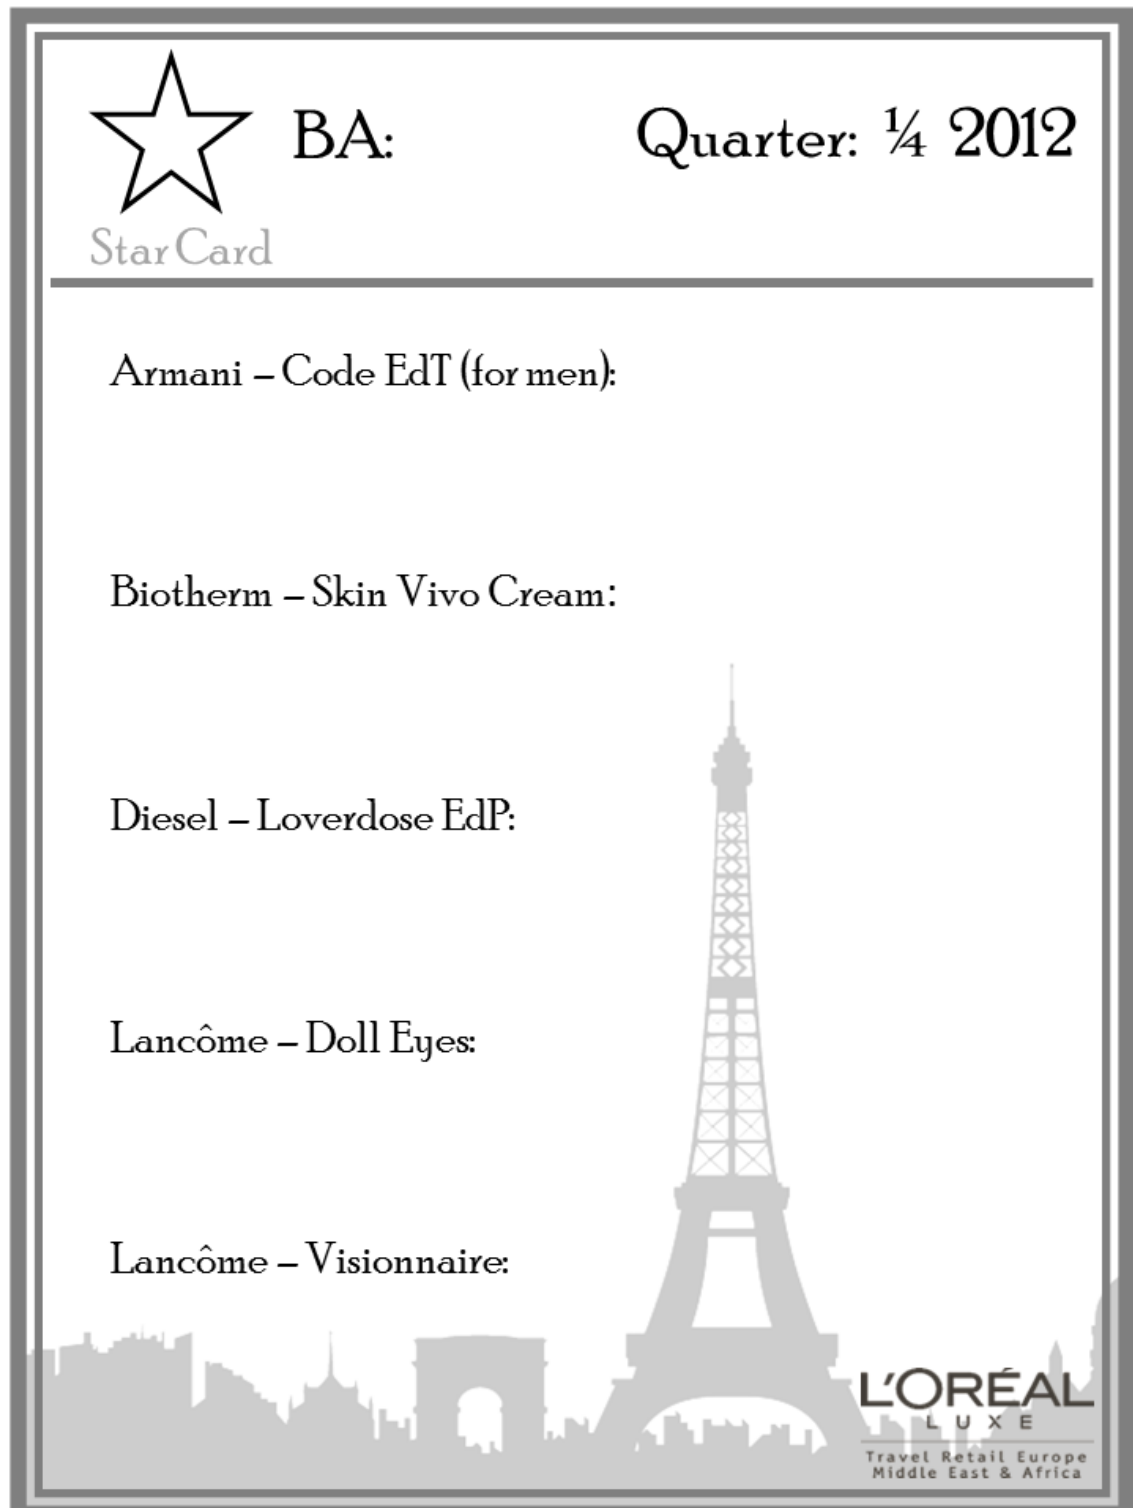 BA:
Quarter: ¼ 2012
Star Card
Armani – Code EdT (for men):
Biotherm – Skin Vivo Cream:
Diesel – Loverdose EdP:
Lancôme – Doll Eyes:
Lancôme – Visionnaire:
L'ORÉAL
LUXE
Travel Retail Europe
Middle East & Africa